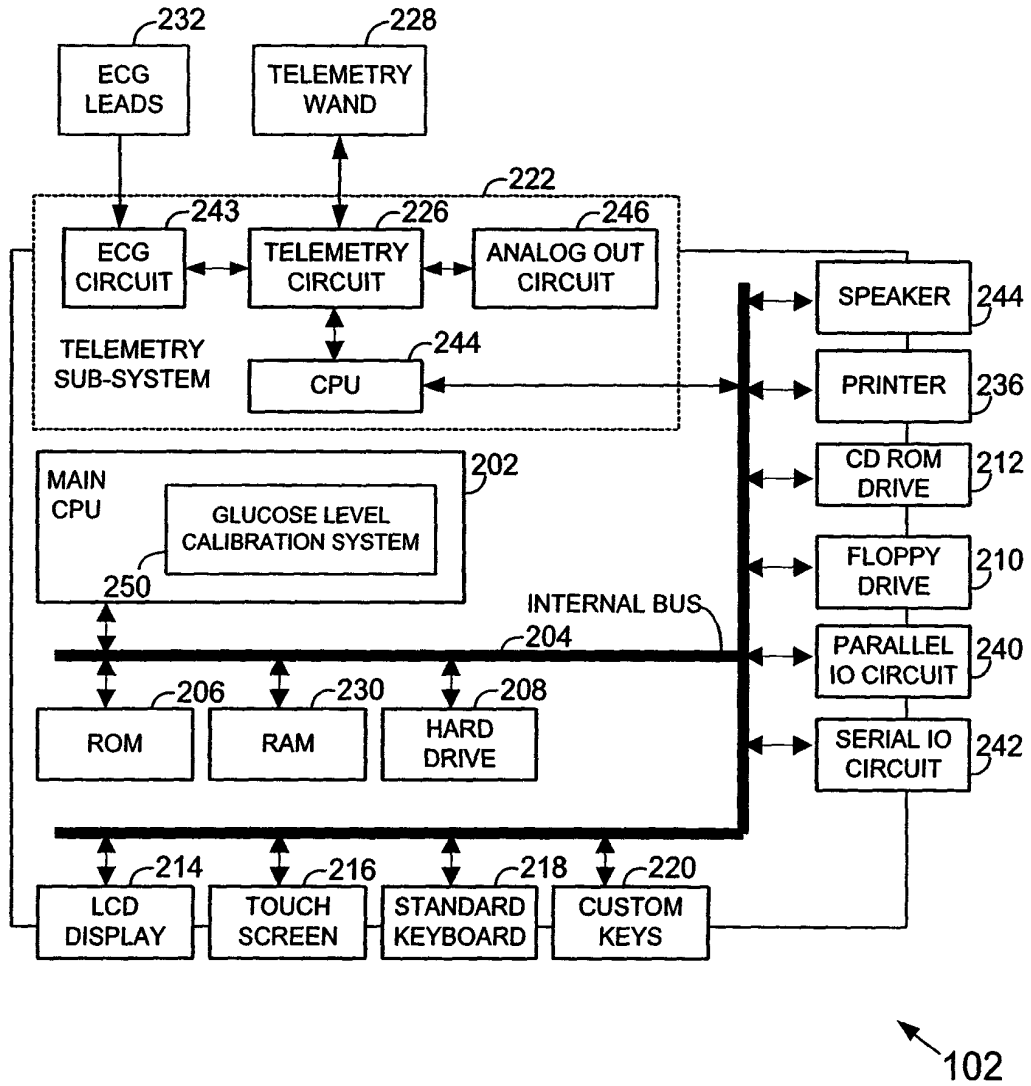 232
228
ECG
LEADS
TELEMETRY
WAND
222
243
226
246
ECG
CIRCUIT
TELEMETRY
CIRCUIT
ANALOG OUT
CIRCUIT
SPEAKER
244
TELEMETRY
SUB-SYSTEM
244
CPU
PRINTER
236
MAIN
CPU
202
GLUCOSE LEVEL
CALIBRATION SYSTEM
250
CD ROM
DRIVE
212
FLOPPY
DRIVE
210
INTERNAL BUS
204
PARALLEL
IO CIRCUIT
240
206
230
208
ROM
RAM
HARD
DRIVE
SERIAL IO
CIRCUIT
242
214
216
218
220
LCD
DISPLAY
TOUCH
SCREEN
STANDARD
KEYBOARD
CUSTOM
KEYS
102